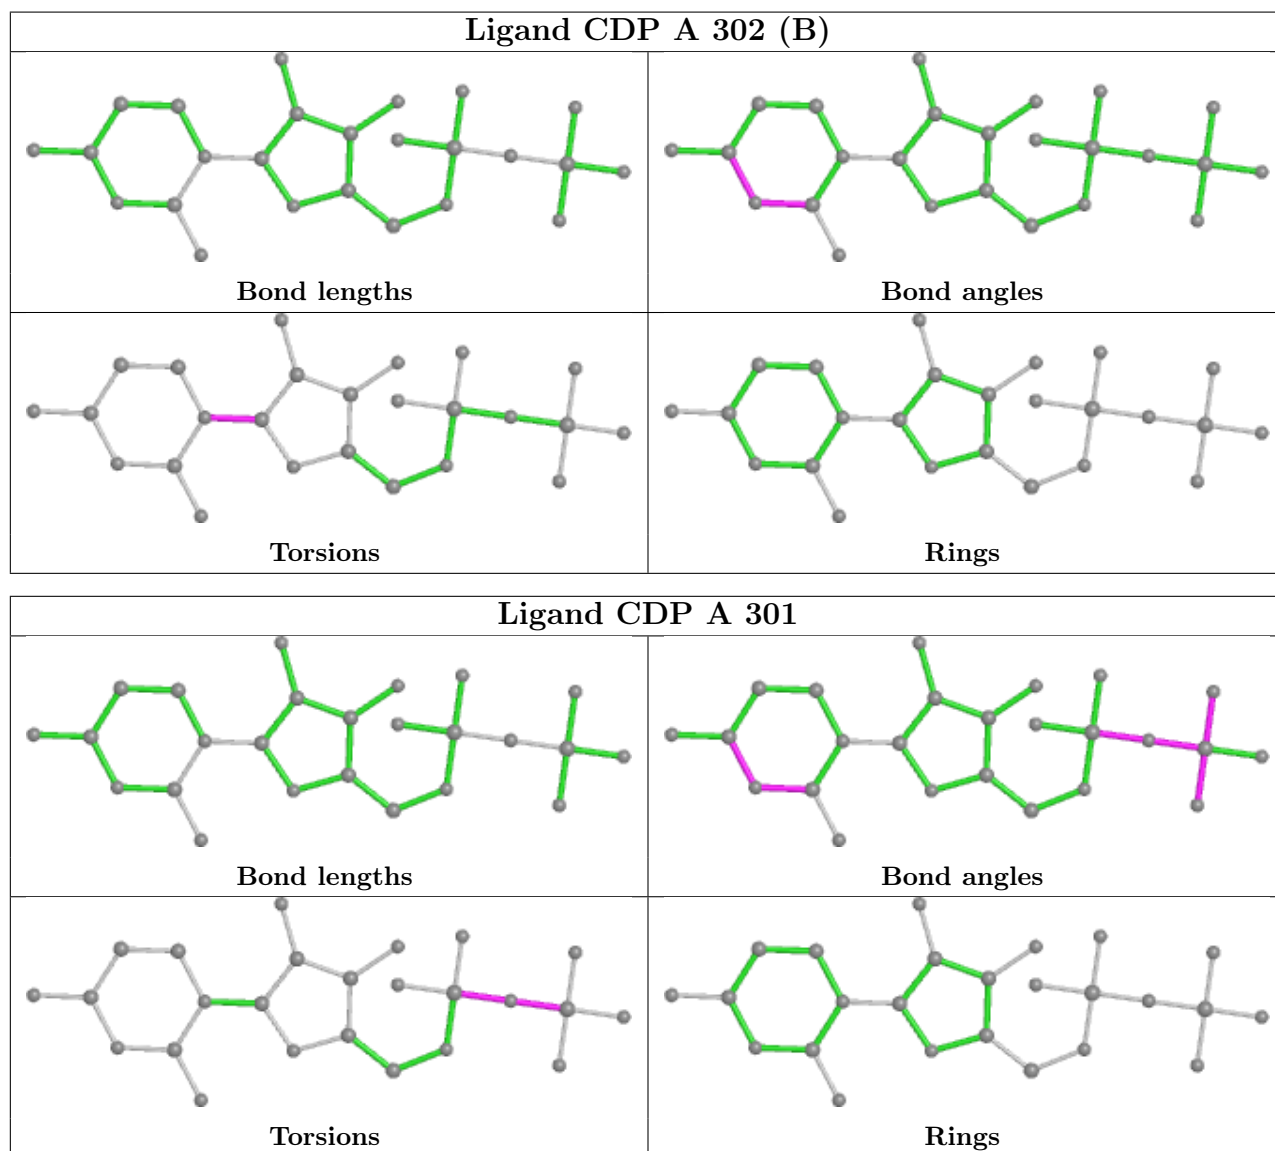 Ligand CDP A 302 (B)
Bond lengths
Bond angles
Torsions
Rings
Ligand CDP A 301
Bond lengths
Bond angles
Torsions
Rings